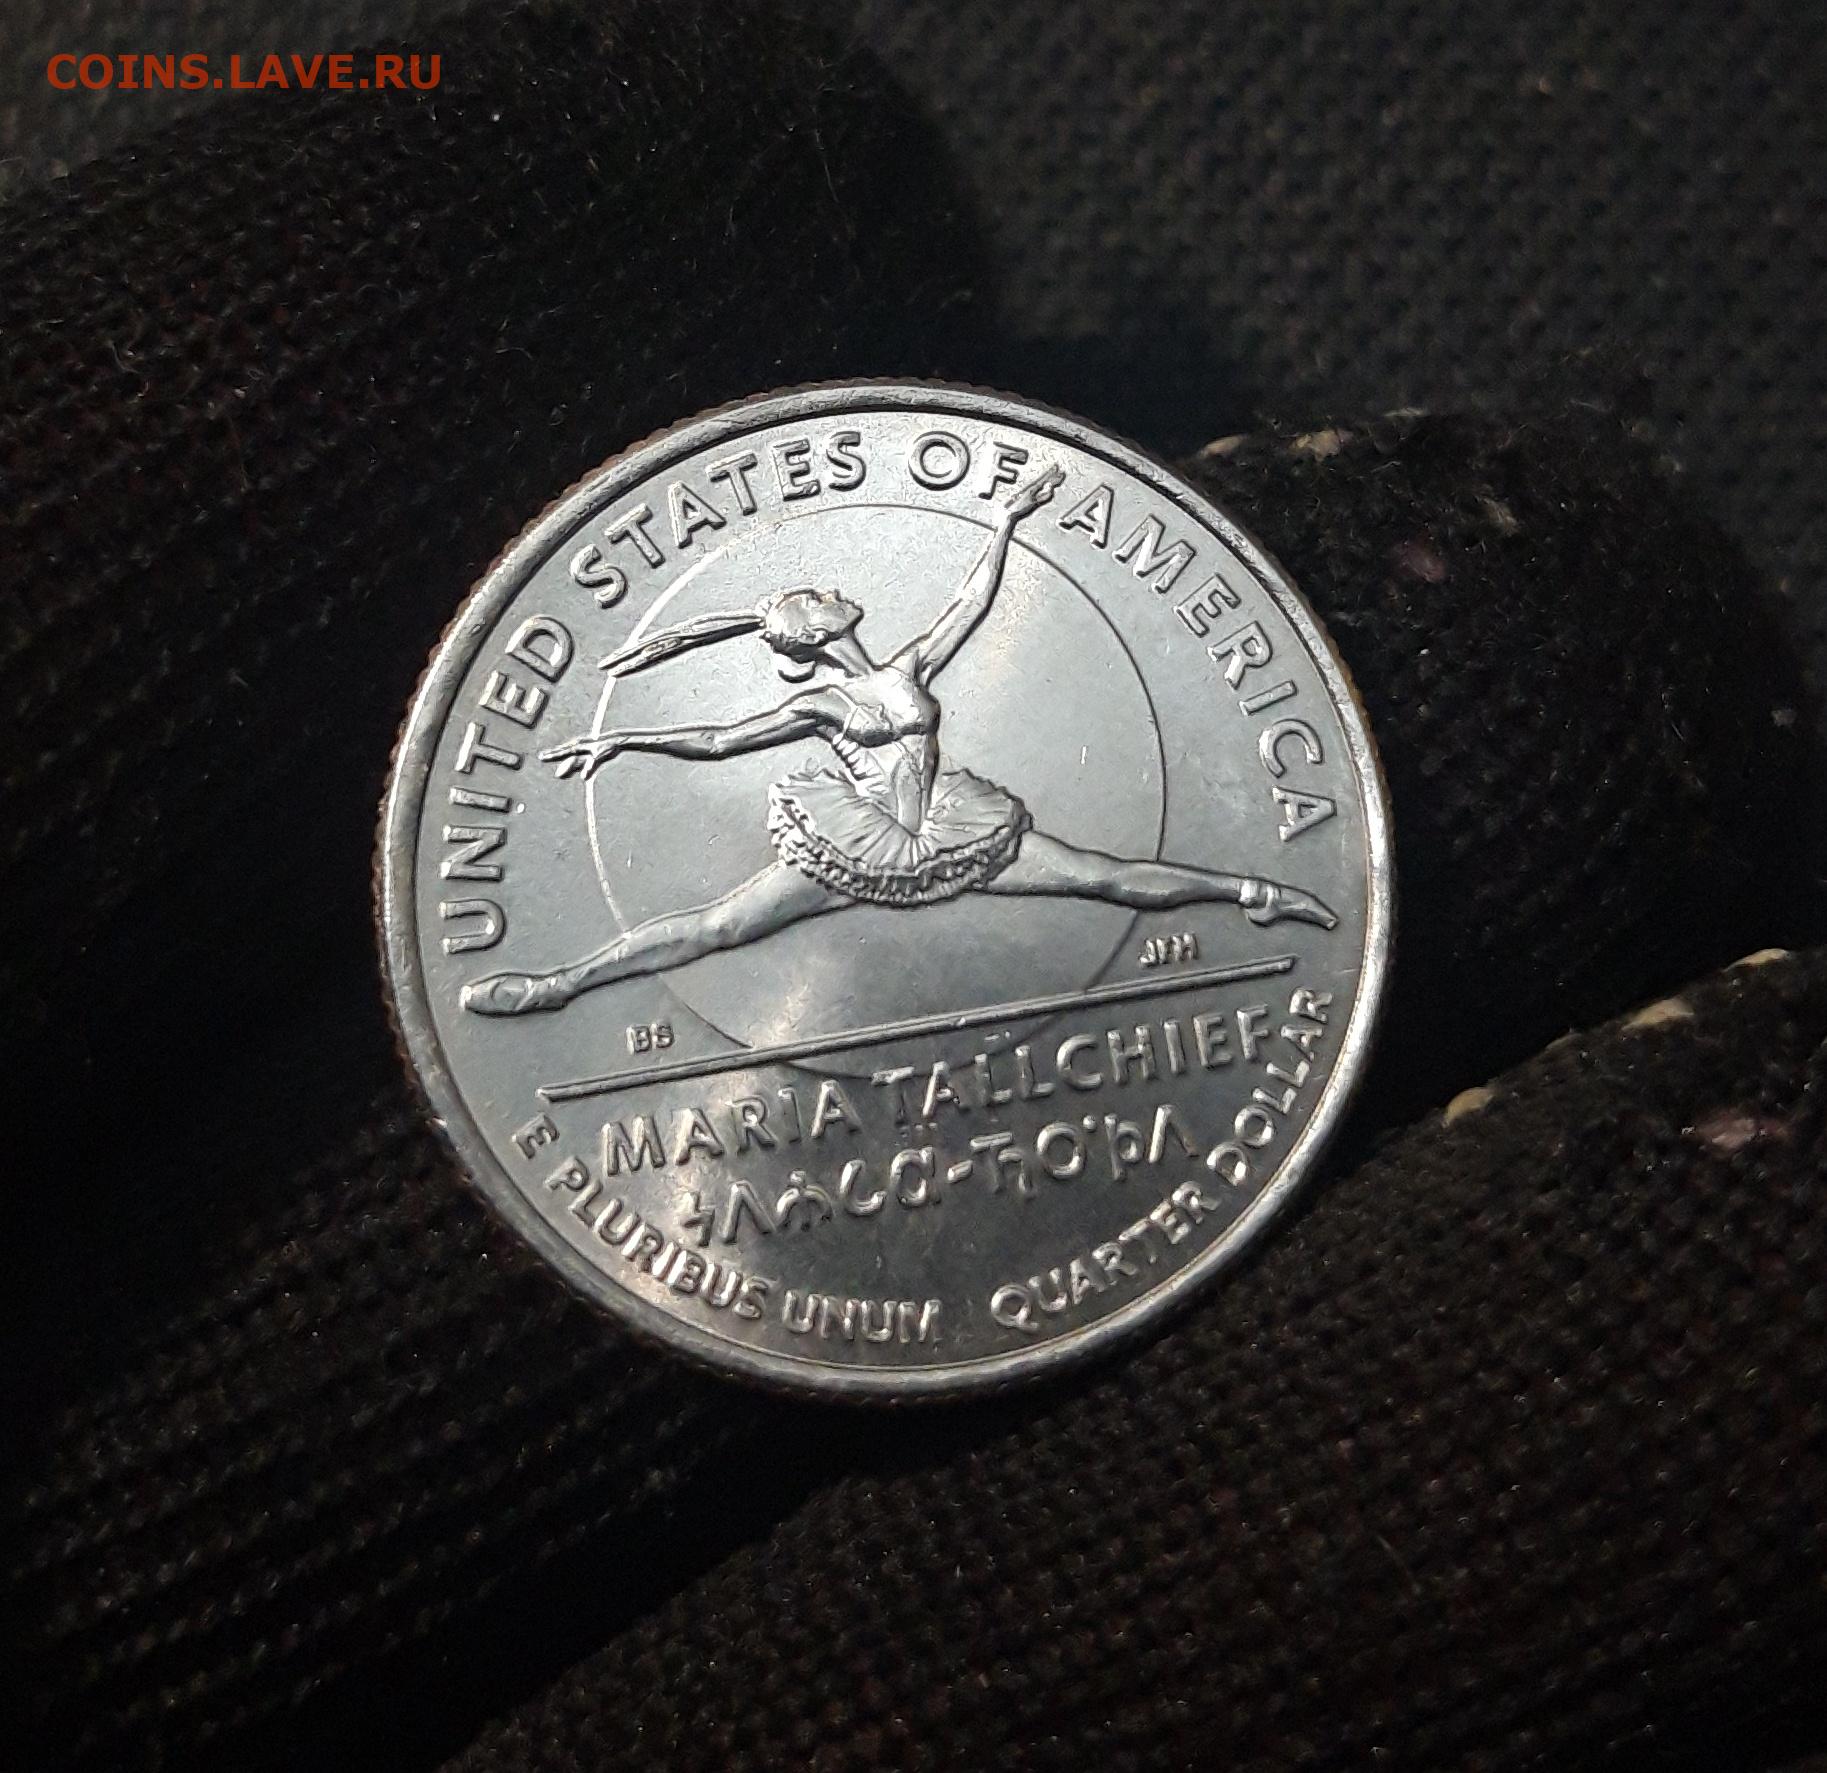 COINS.LAVE.RU
UNITED STATES OF AMERICA
JFH
BS
MARIA TALLCHIEF
E PLURIBUS UNUM
QUARTER DOLLAR